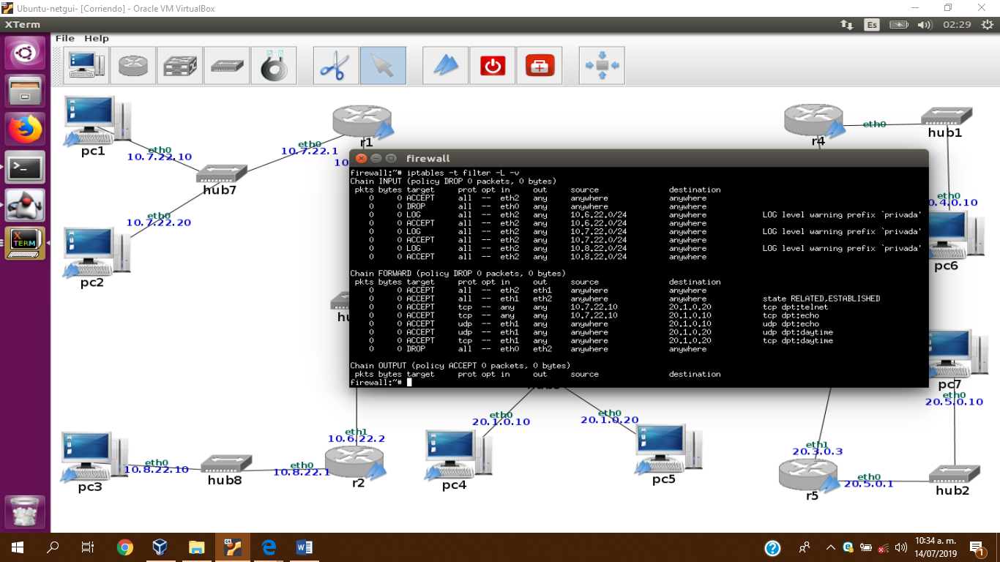 Ubuntu-netgui- [Corriendo] - Oracle VM VirtualBox
XTerm
Es
02:29
File Help
pc1
eth0
10.7.22.10
hub7
eth0
10.7.22.1
r1
10
eth0
10.7.22.20
pc2
r4
eth0
hub1
eth0
0.4.0.10
pc6
firewall
firewall:~# iptables -t filter -L -v
Chain INPUT (policy DROP 0 packets, 0 bytes)
pkts bytes target prot opt in out source destination
0 0 ACCEPT all -- eth2 any anywhere anywhere
0 0 DROP all -- eth0 any anywhere anywhere
0 0 LOG all -- eth2 any 10.6.22.0/24 anywhere LOG level warning prefix `privada'
0 0 ACCEPT all -- eth2 any 10.6.22.0/24 anywhere
0 0 LOG all -- eth2 any 10.7.22.0/24 anywhere LOG level warning prefix `privada'
0 0 ACCEPT all -- eth2 any 10.7.22.0/24 anywhere
0 0 LOG all -- eth2 any 10.8.22.0/24 anywhere LOG level warning prefix `privada'
0 0 ACCEPT all -- eth2 any 10.8.22.0/24 anywhere
Chain FORWARD (policy DROP 0 packets, 0 bytes)
pkts bytes target prot opt in out source destination
0 0 ACCEPT all -- eth2 eth1 anywhere anywhere
0 0 ACCEPT all -- eth1 eth2 anywhere anywhere state RELATED,ESTABLISHED
0 0 ACCEPT tcp -- any any 10.7.22.10 20.1.0.20 tcp dpt:telnet
0 0 ACCEPT tcp -- any any 10.7.22.10 20.1.0.10 tcp dpt:echo
0 0 ACCEPT udp -- eth1 any anywhere 20.1.0.10 udp dpt:echo
0 0 ACCEPT udp -- eth1 any anywhere 20.1.0.20 udp dpt:daytime
0 0 ACCEPT tcp -- eth1 any anywhere 20.1.0.20 tcp dpt:daytime
0 0 DROP all -- eth0 eth2 anywhere anywhere
Chain OUTPUT (policy ACCEPT 0 packets, 0 bytes)
pkts bytes target prot opt in out source destination
firewall:~#
XTERM
pc7
eth0
20.5.0.10
pc3
eth0
10.8.22.10
hub8
eth0
10.8.22.1
eth1
10.6.22.2
r2
eth0
20.1.0.10
pc4
eth0
20.1.0.20
pc5
eth1
20.3.0.3
r5
eth0
20.5.0.1
hub2
10:34 a. m.
14/07/2019
1